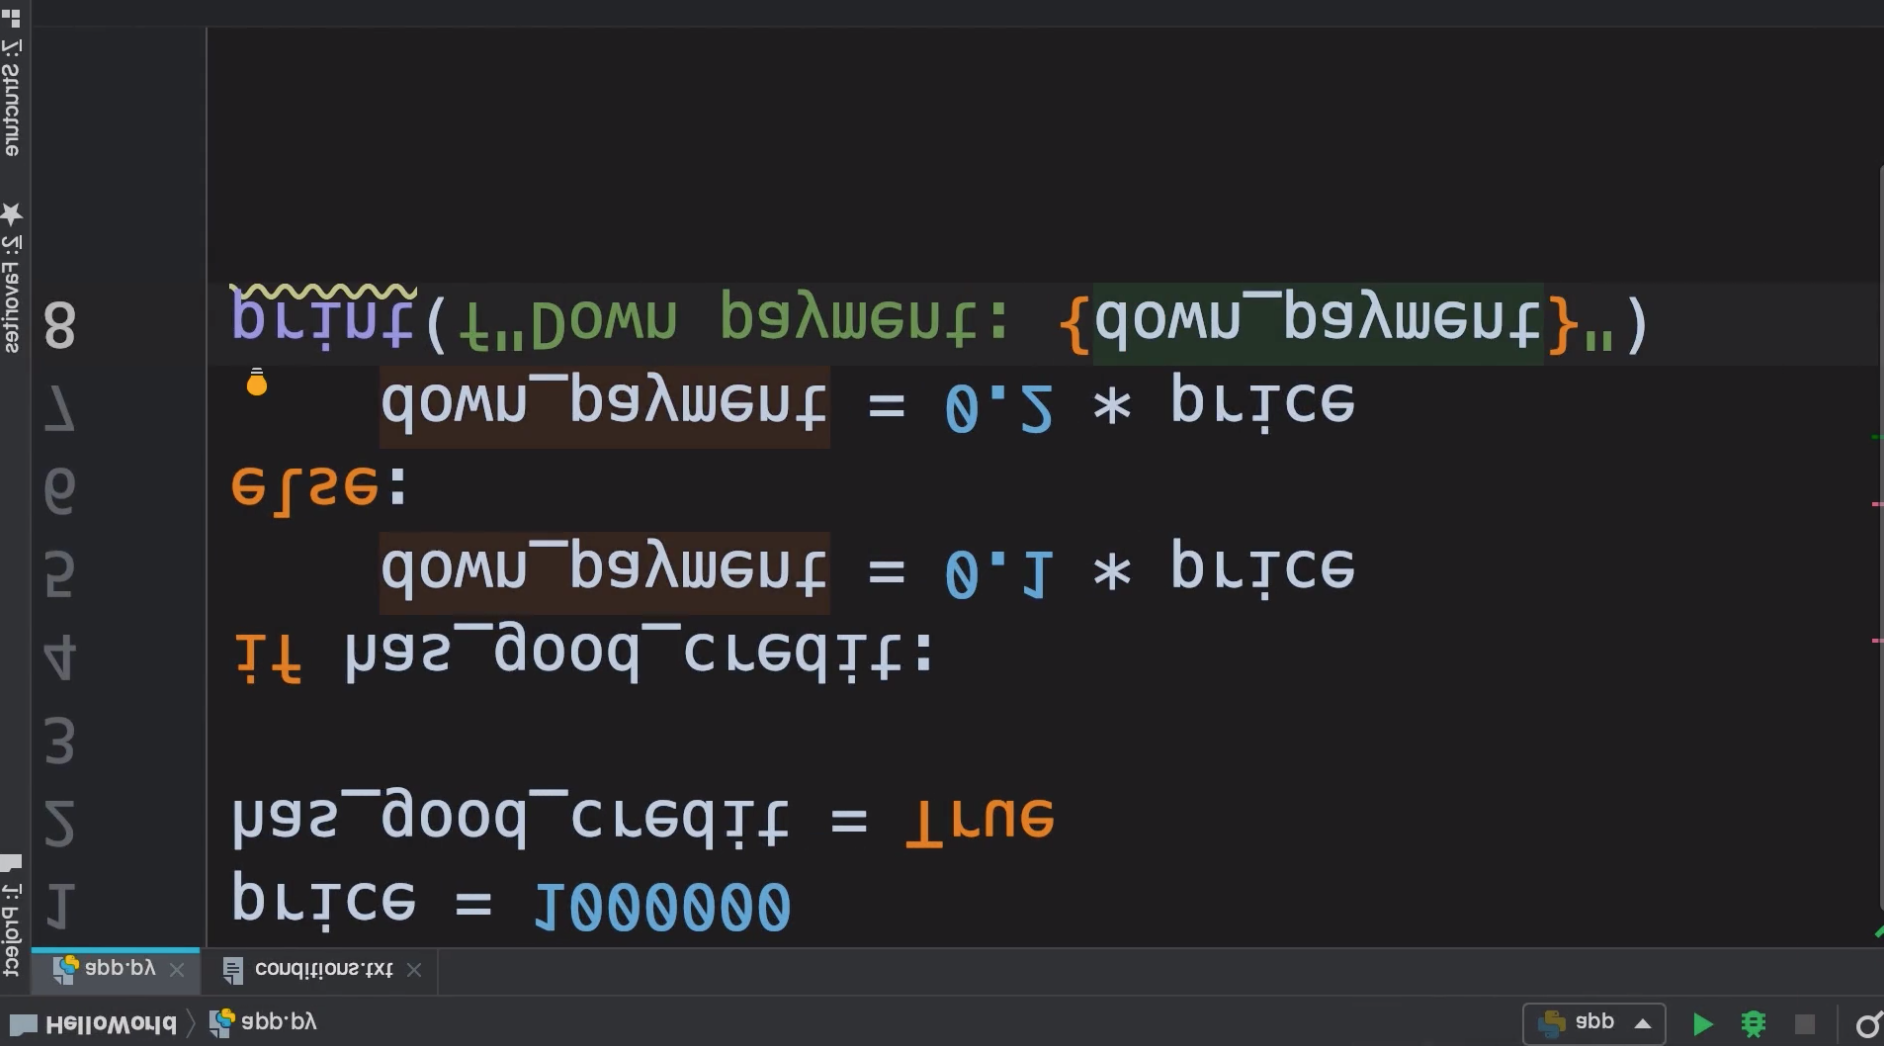 HelloWorld app.py app
app.py conditions.txt
1: Project
2: Favorites
7: Structure
1 price = 1000000
2 has_good_credit = True
3
4 if has_good_credit:
5     down_payment = 0.1 * price
6 else:
7     down_payment = 0.2 * price
8 print(f"Down payment: {down_payment}")